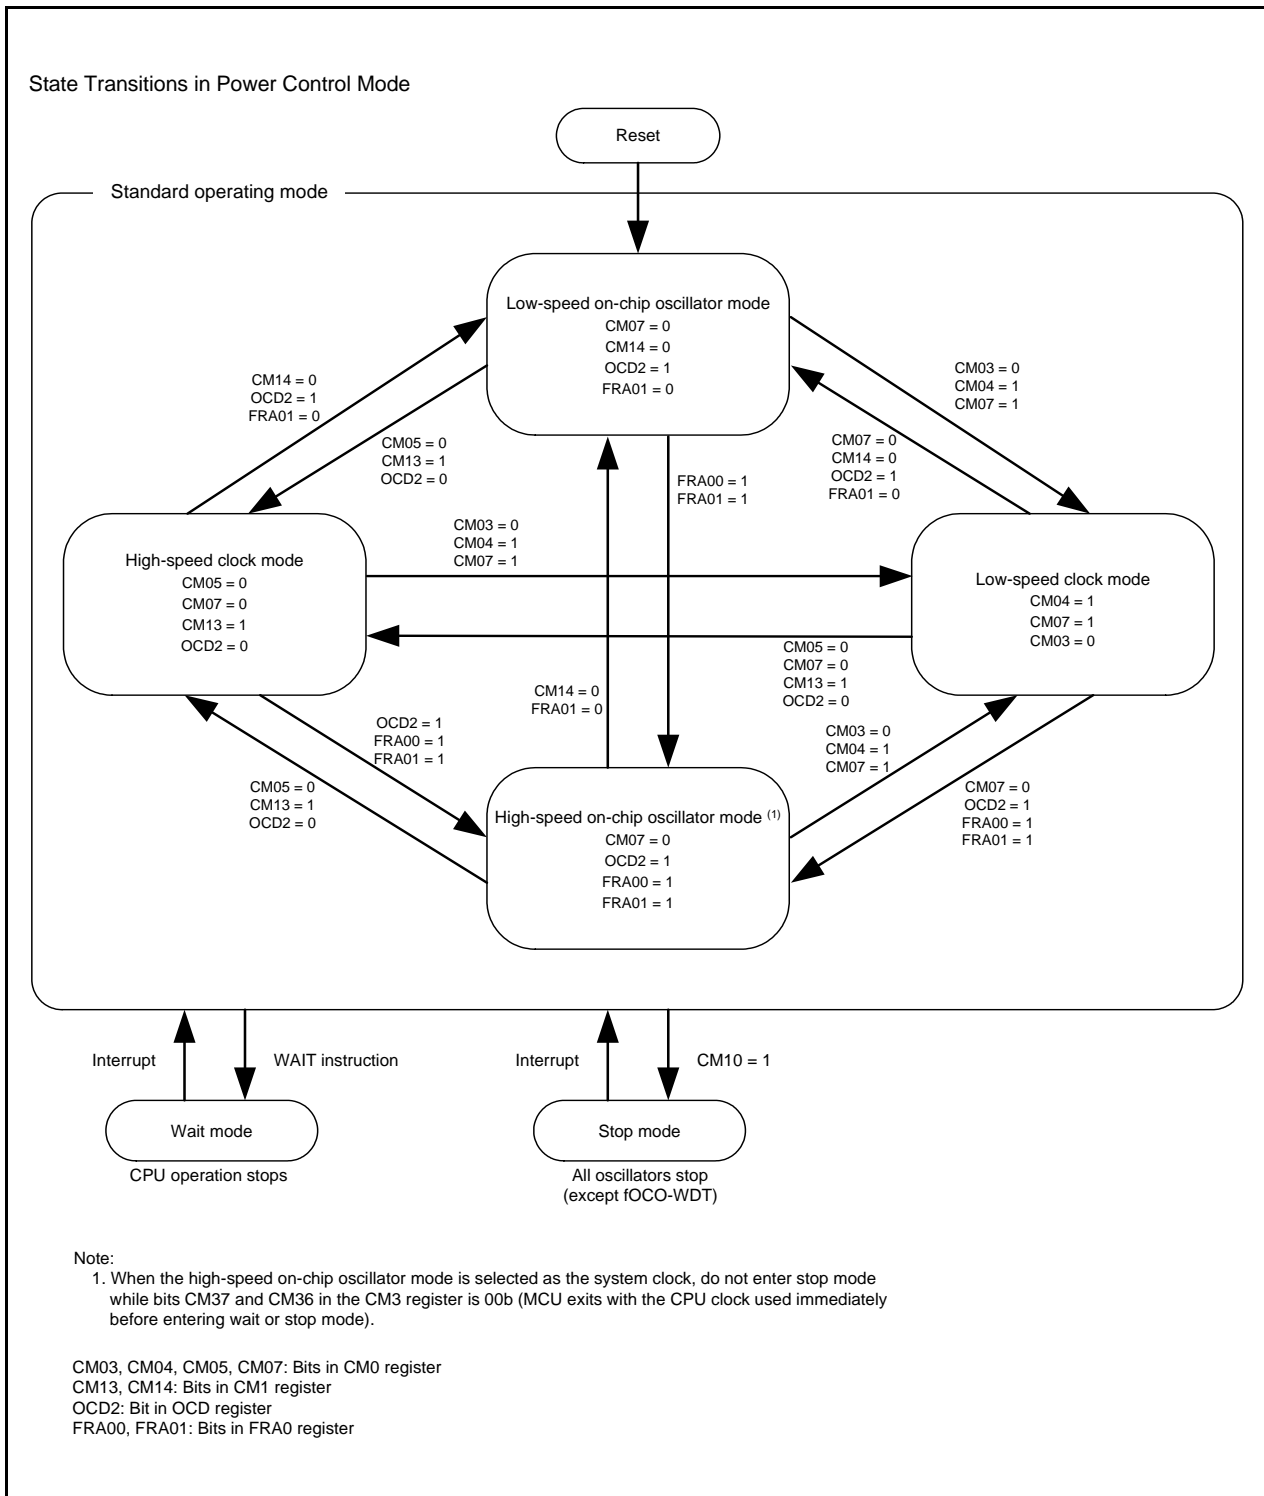 State Transitions in Power Control Mode
Reset
Standard operating mode
Low-speed on-chip oscillator mode
CM07 = 0
CM14 = 0
OCD2 = 1
FRA01 = 0
CM14 = 0
OCD2 = 1
FRA01 = 0
CM05 = 0
CM13 = 1
OCD2 = 0
CM03 = 0
CM04 = 1
CM07 = 1
CM07 = 0
CM14 = 0
OCD2 = 1
FRA01 = 0
FRA00 = 1
FRA01 = 1
CM03 = 0
CM04 = 1
CM07 = 1
High-speed clock mode
CM05 = 0
CM07 = 0
CM13 = 1
OCD2 = 0
Low-speed clock mode
CM04 = 1
CM07 = 1
CM03 = 0
CM05 = 0
CM07 = 0
CM13 = 1
OCD2 = 0
CM14 = 0
FRA01 = 0
OCD2 = 1
FRA00 = 1
FRA01 = 1
CM03 = 0
CM04 = 1
CM07 = 1
CM05 = 0
CM13 = 1
OCD2 = 0
CM07 = 0
OCD2 = 1
FRA00 = 1
FRA01 = 1
High-speed on-chip oscillator mode (1)
CM07 = 0
OCD2 = 1
FRA00 = 1
FRA01 = 1
Interrupt
WAIT instruction
Interrupt
CM10 = 1
Wait mode
Stop mode
CPU operation stops
All oscillators stop
(except fOCO-WDT)
Note:
1. When the high-speed on-chip oscillator mode is selected as the system clock, do not enter stop mode
while bits CM37 and CM36 in the CM3 register is 00b (MCU exits with the CPU clock used immediately
before entering wait or stop mode).
CM03, CM04, CM05, CM07: Bits in CM0 register
CM13, CM14: Bits in CM1 register
OCD2: Bit in OCD register
FRA00, FRA01: Bits in FRA0 register